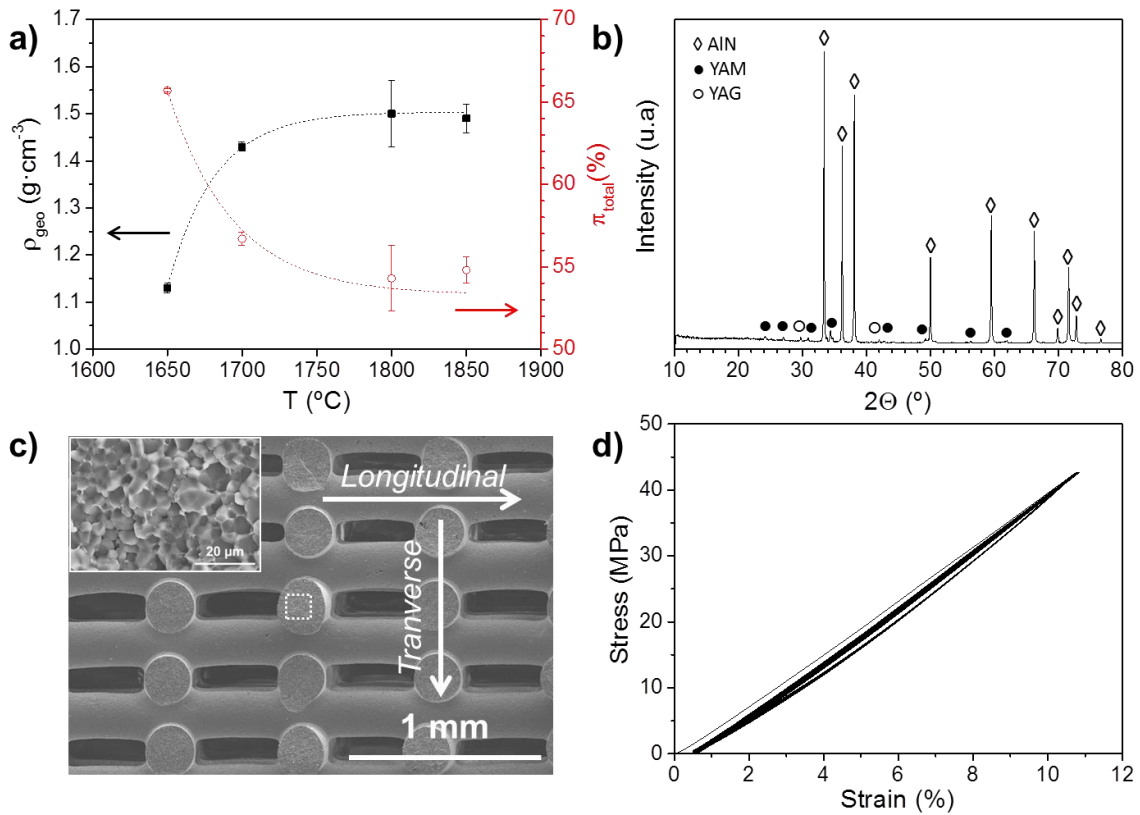 a)
1.7
1.6
1.5
1.4
1.3
1.2
1.1
1.0
ρgeo (g·cm-3)
70
65
60
55
50
πtotal(%)
1600 1650 1700 1750 1800 1850 1900
T (ºC)
b)
AlN
YAM
YAG
Intensity (u.a)
10 20 30 40 50 60 70 80
2Θ (º)
c)
20 µm
Longitudinal
Tranverse
1 mm
d)
50
40
30
20
10
0
Stress (MPa)
0 2 4 6 8 10 12
Strain (%)